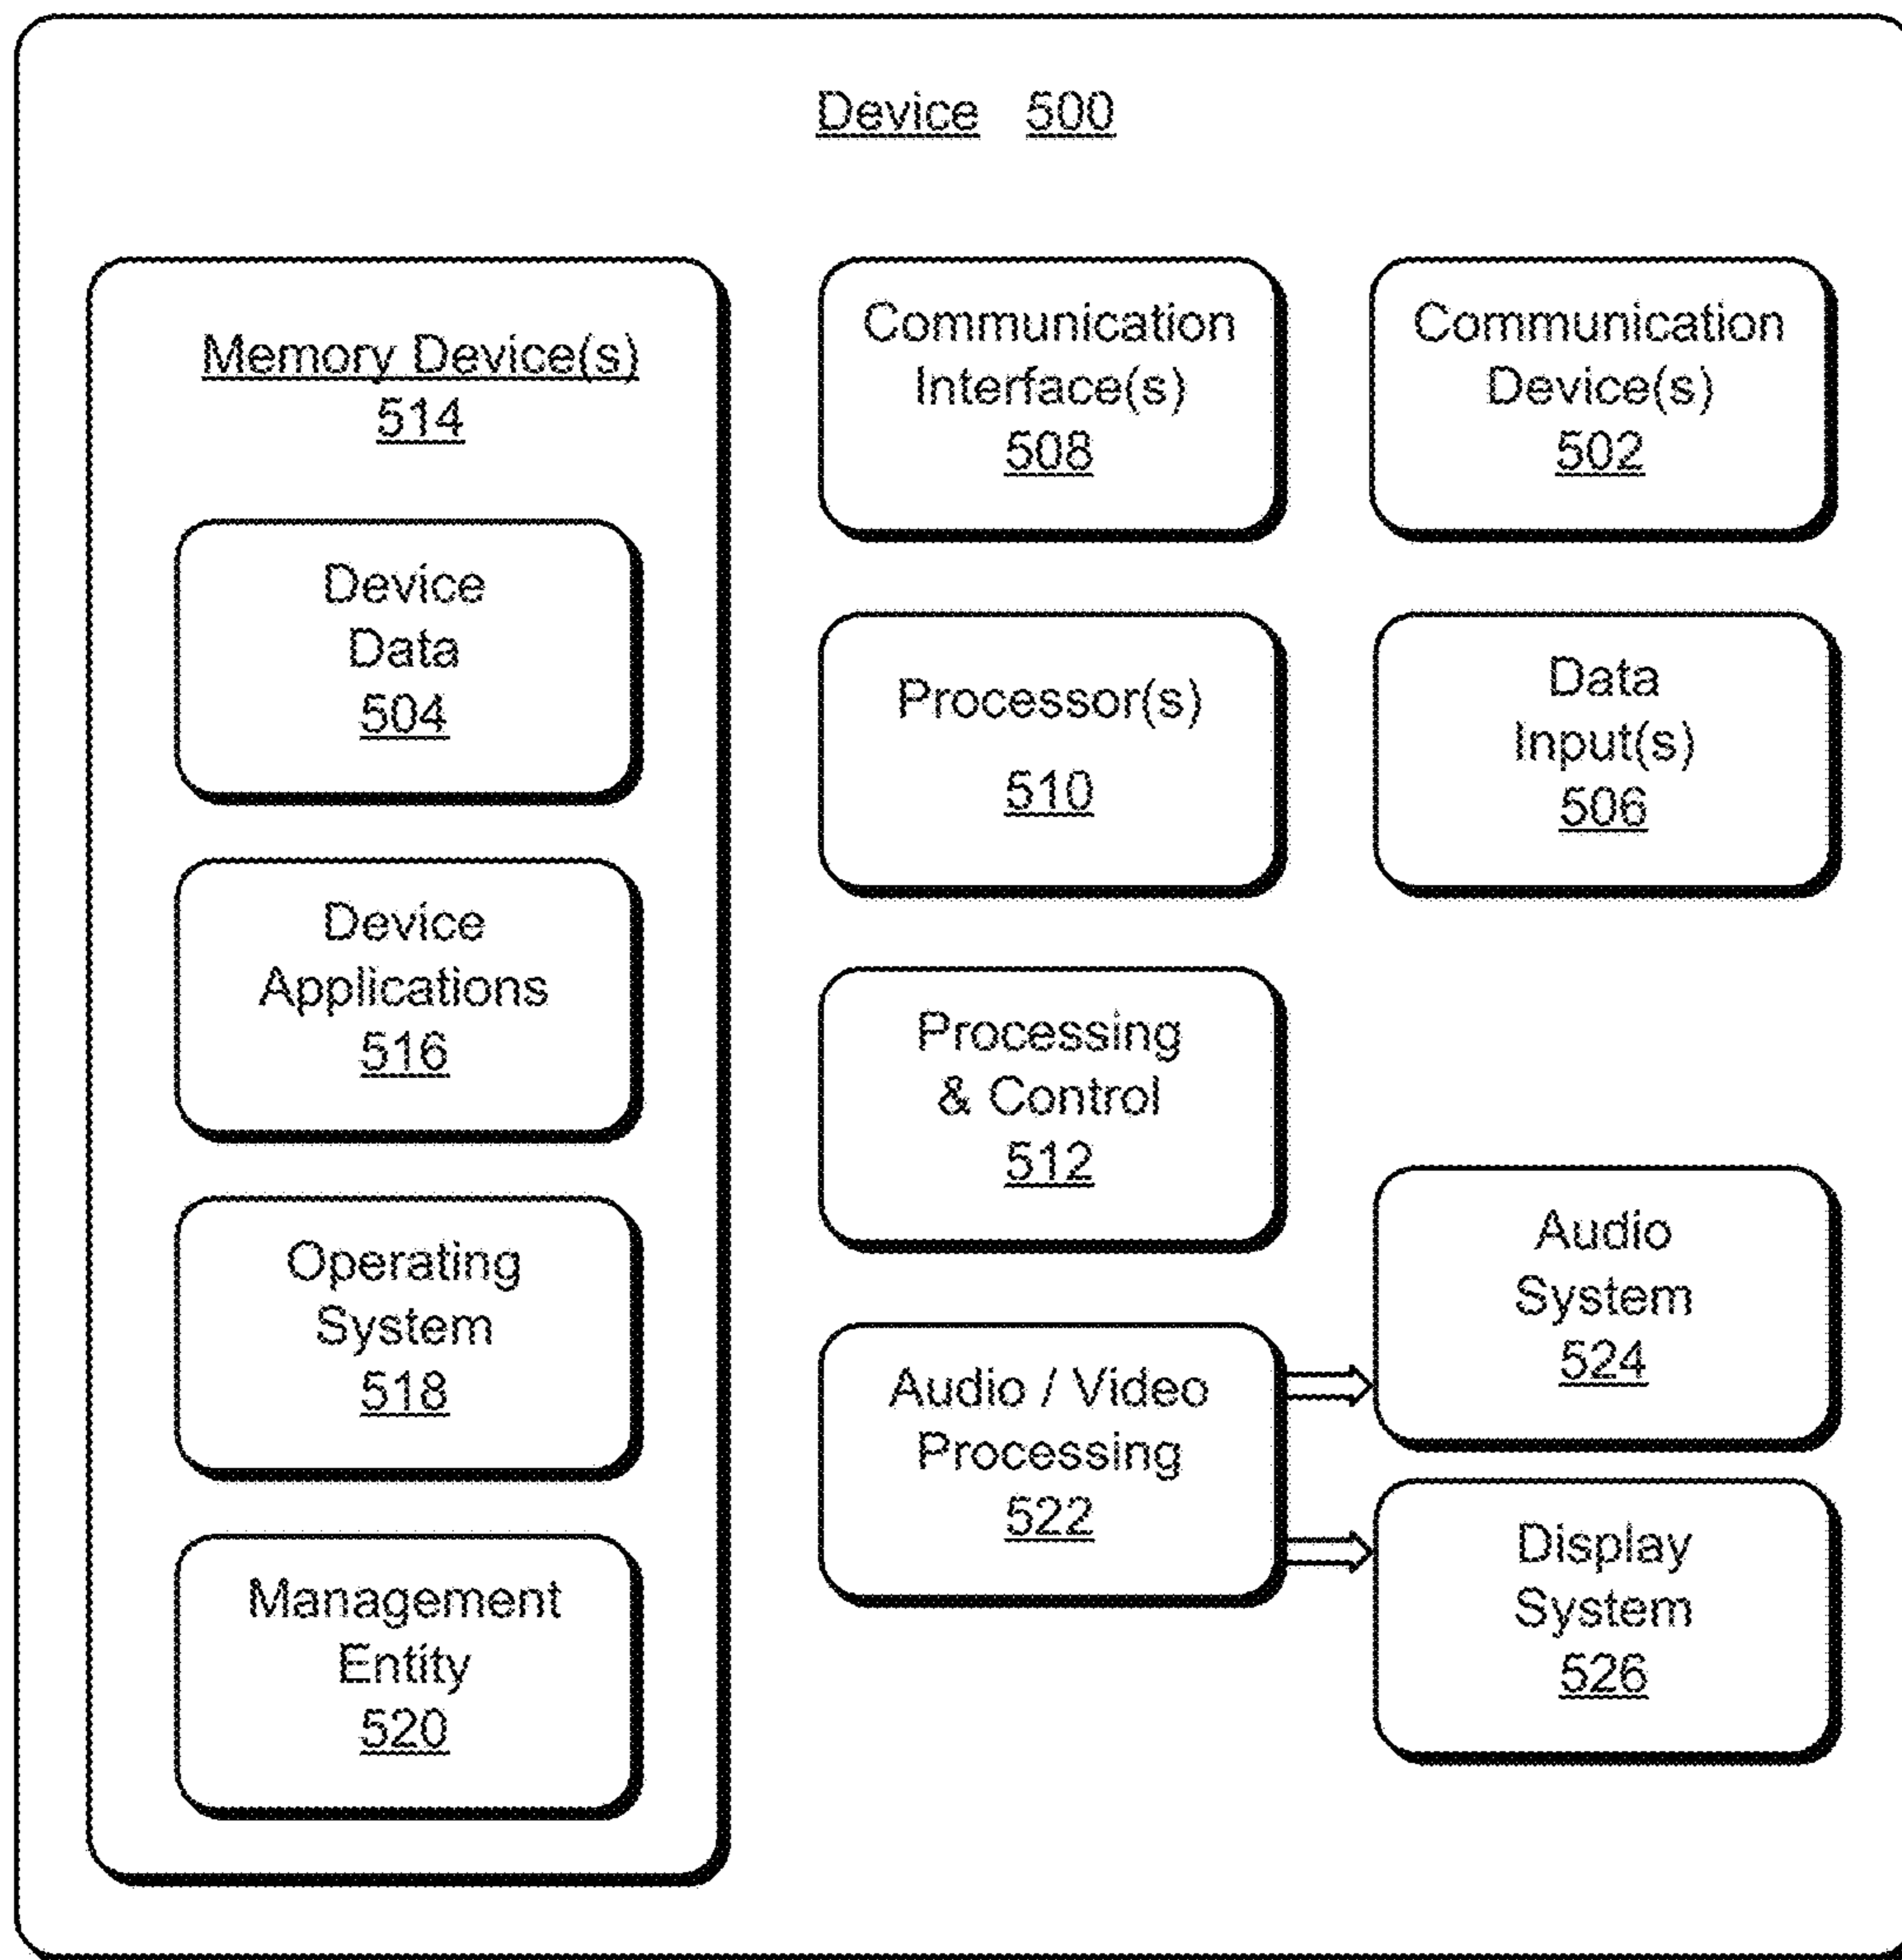 Device 500
Memory Device(s)
514
Device
Data
504
Device
Applications
516
Operating
System
518
Management
Entity
520
Communication
Interface(s)
508
Communication
Device(s)
502
Processor(s)
510
Data
Input(s)
506
Processing
& Control
512
Audio / Video
Processing
522
Audio
System
524
Display
System
526